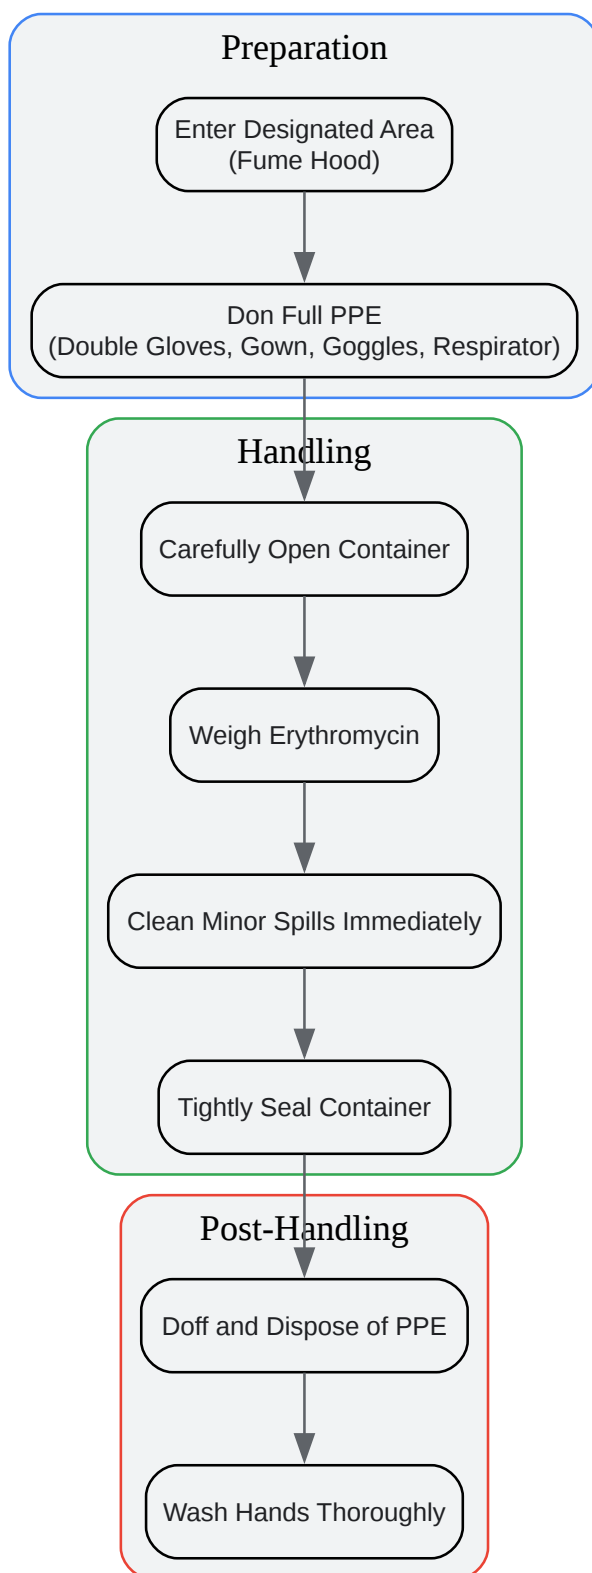 Preparation
Enter Designated Area
(Fume Hood)
Don Full PPE
(Double Gloves, Gown, Goggles, Respirator)
Handling
Carefully Open Container
Weigh Erythromycin
Clean Minor Spills Immediately
Tightly Seal Container
Post-Handling
Doff and Dispose of PPE
Wash Hands Thoroughly